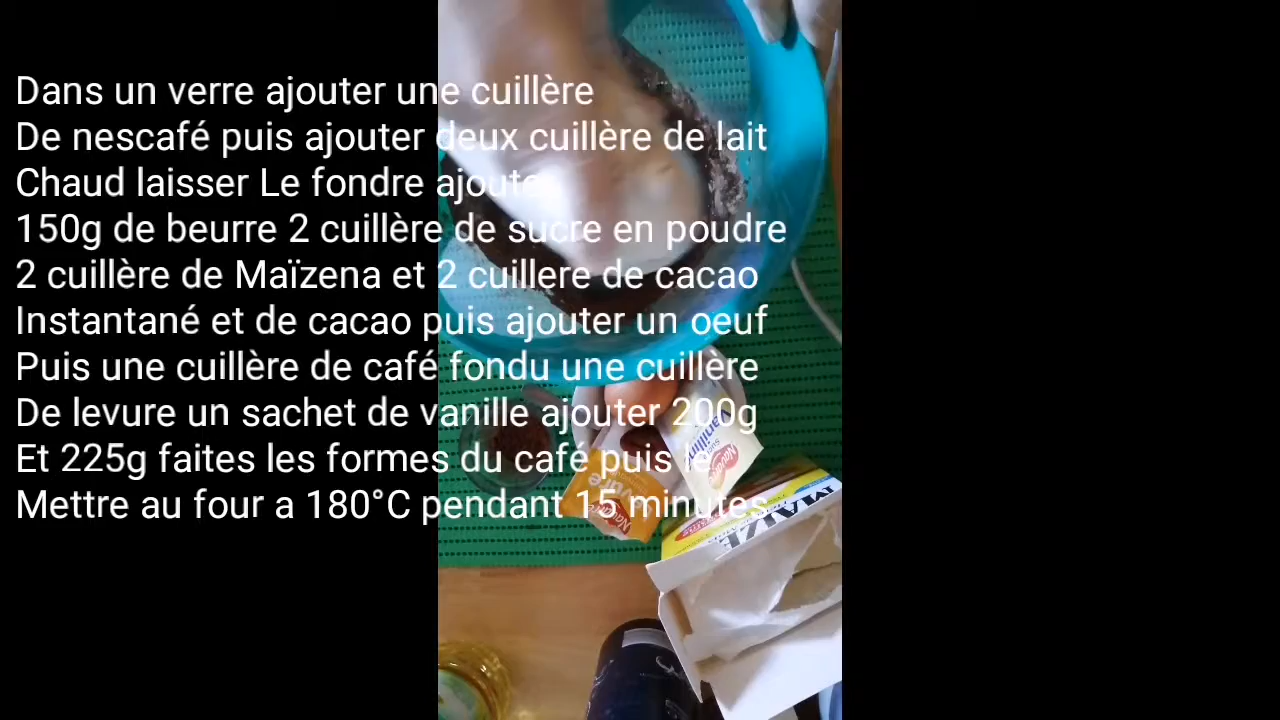 Dans un verre ajouter une cuillère
De nescafé puis ajouter deux cuillère de lait
Chaud laisser Le fondre ajouter
150g de beurre 2 cuillère de sucre en poudre
2 cuillère de Maïzena et 2 cuillere de cacao
Instantané et de cacao puis ajouter un oeuf
Puis une cuillère de café fondu une cuillère
De levure un sachet de vanille ajouter 200g
Et 225g faites les formes du café puis le
Mettre au four a 180°C pendant 15 minutes